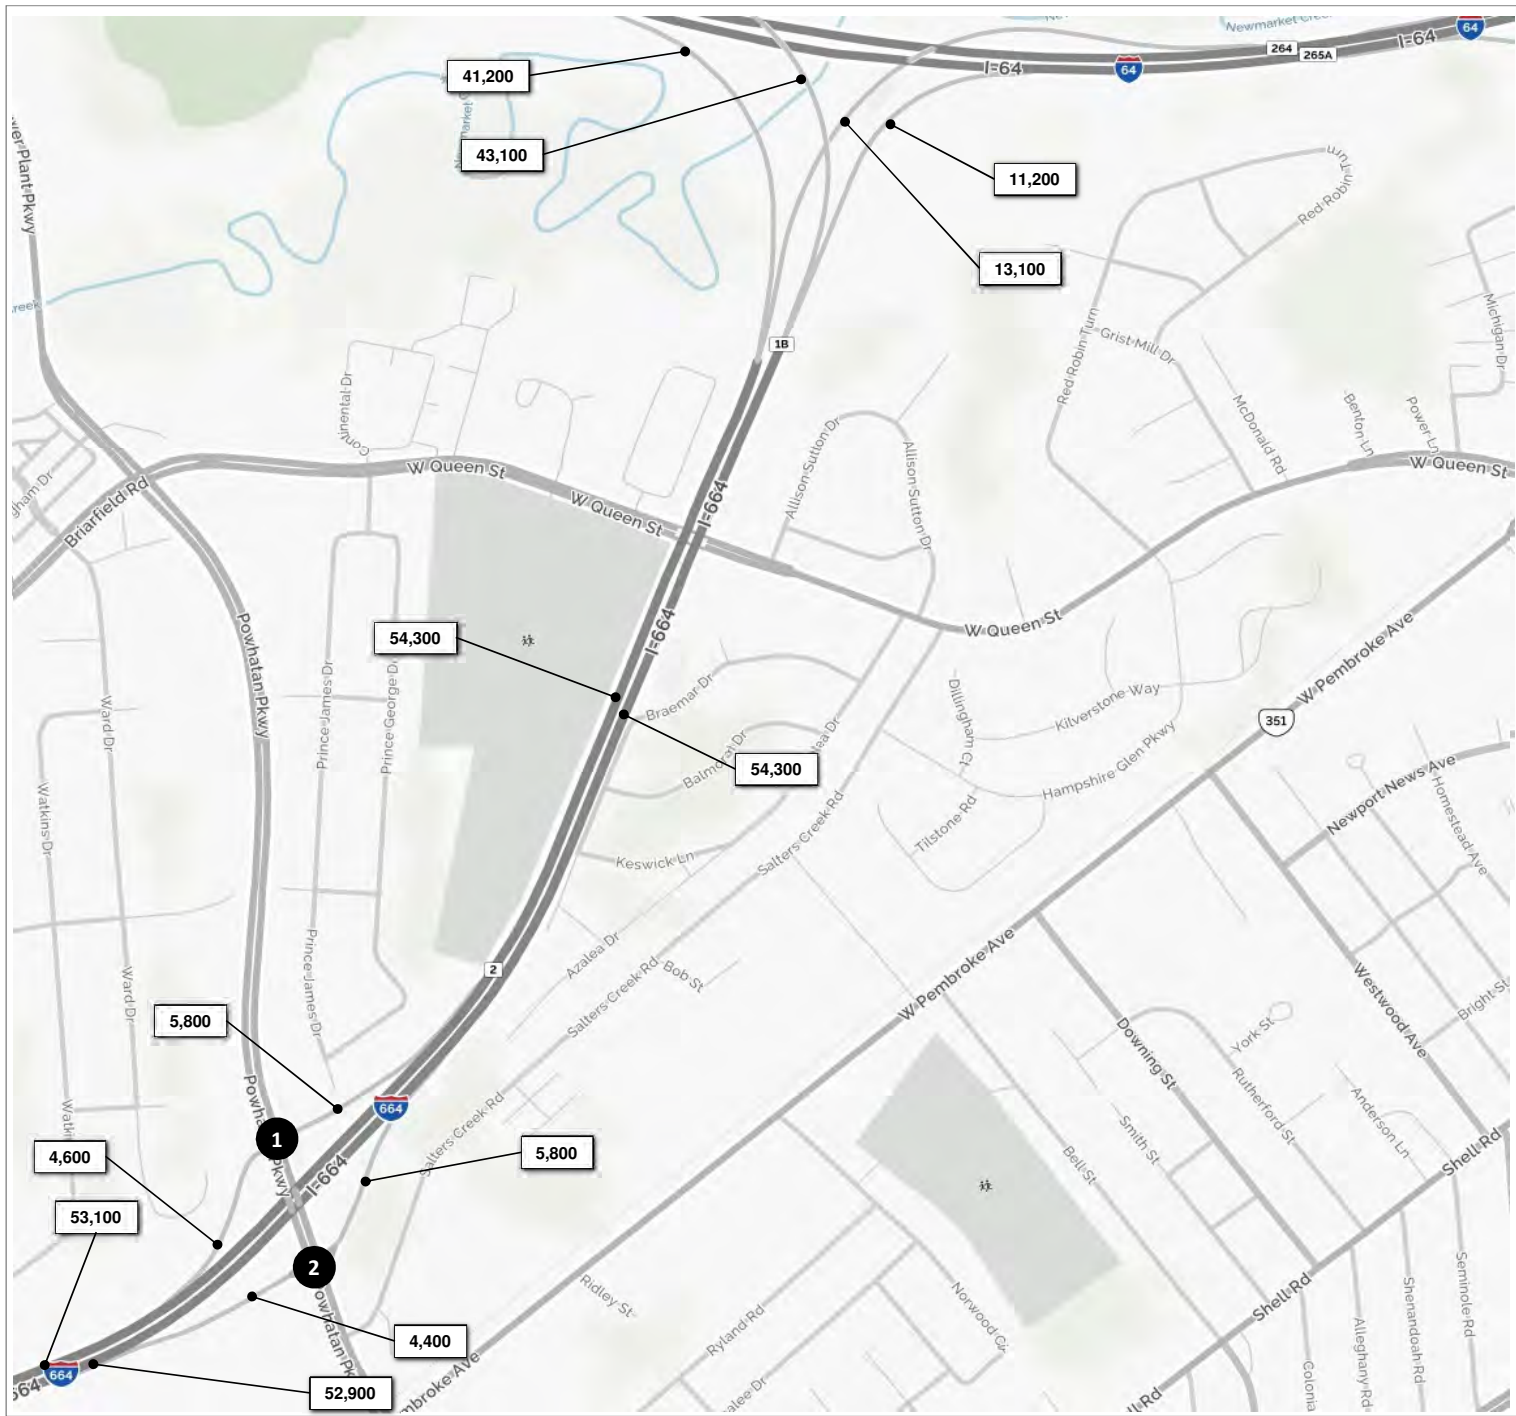 Newmarket Creek
I-64
64
264
265A
I-64
64
41,200
43,100
11,200
13,100
Red Robin Turn
Grist Mill Dr
Red Robin Turn
Michigan Dr
1B
Continental Dr
McDonald Rd
Benton Ln
Power Ln
W Queen St
W Queen St
W Queen St
I-664
Allison Sutton Dr
Allison Sutton Dr
Briarfield Rd
W Queen St
W Pembroke Ave
351
Powhatan Pkwy
Prince James Dr
Prince George Dr
54,300
I-664
Braemar Dr
Balmoral Dr
54,300
Dillingham Ct
Kilverstone Way
Hampshire Glen Pkwy
Tilstone Rd
Newport News Ave
Homestead Ave
Ward Dr
Watkins Dr
Keswick Ln
Salters Creek Rd
Azalea Dr
Salters Creek Rd
Bob St
2
W Pembroke Ave
Westwood Ave
Bright St
Downing St
York St
Rutherford St
Anderson Ln
Ward Dr
Prince James Dr
5,800
664
1
4,600
53,100
I-664
Salters Creek Rd
5,800
Smith St
Bell St
Shell Rd
2
4,400
52,900
664
Powhatan
Ridley St
Ryland Rd
Norwood Cir
Shell Rd
Alleghany Rd
Shenandoah Rd
Seminole Rd